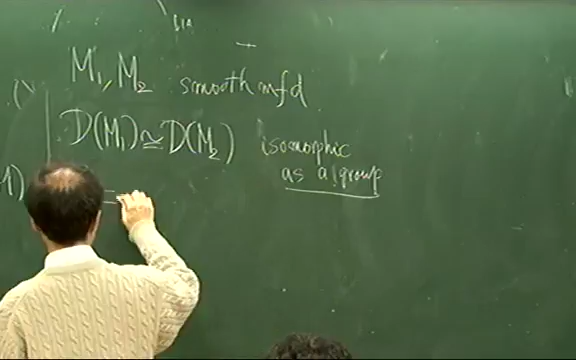 M₁, M₂ smooth mfd
D(M₁) ≅ D(M₂) isomorphic
as a group